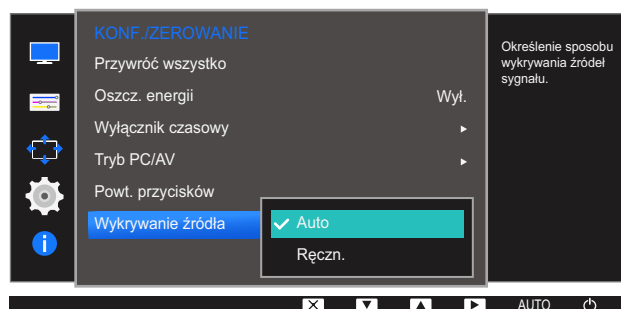 KONF./ZEROWANIE
Przywróć wszystko
Oszcz. energii Wył.
Wyłącznik czasowy
Tryb PC/AV
Powt. przycisków
Wykrywanie źródła
Auto
Ręczn.
Określenie sposobu
wykrywania źródeł
sygnału.
AUTO